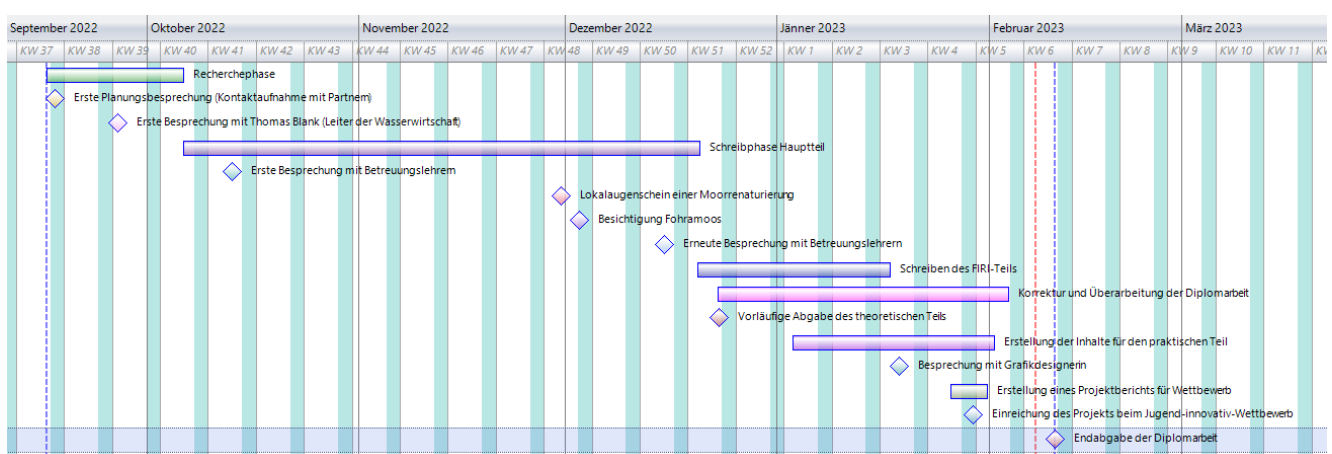 September 2022 Oktober 2022 November 2022 Dezember 2022 Jänner 2023 Februar 2023 März 2023
KW 37 KW 38 KW 39 KW 40 KW 41 KW 42 KW 43 KW 44 KW 45 KW 46 KW 47 KW 48 KW 49 KW 50 KW 51 KW 52 KW 1 KW 2 KW 3 KW 4 KW 5 KW 6 KW 7 KW 8 KW 9 KW 10 KW 11
Recherchephase
Erste Planungsbesprechung (Kontaktaufnahme mit Partnern)
Erste Besprechung mit Thomas Blank (Leiter der Wasserwirtschaft)
Schreibphase Hauptteil
Erste Besprechung mit Betreuungslehrern
Lokalaugenschein einer Moorrenaturierung
Besichtigung Fohramoos
Erneute Besprechung mit Betreuungslehrern
Schreiben des FIRI-Teils
Korrektur und Überarbeitung der Diplomarbeit
Vorläufige Abgabe des theoretischen Teils
Erstellung der Inhalte für den praktischen Teil
Besprechung mit Grafikdesignerin
Erstellung eines Projektberichts für Wettbewerb
Einreichung des Projekts beim Jugend-innovativ-Wettbewerb
Endabgabe der Diplomarbeit